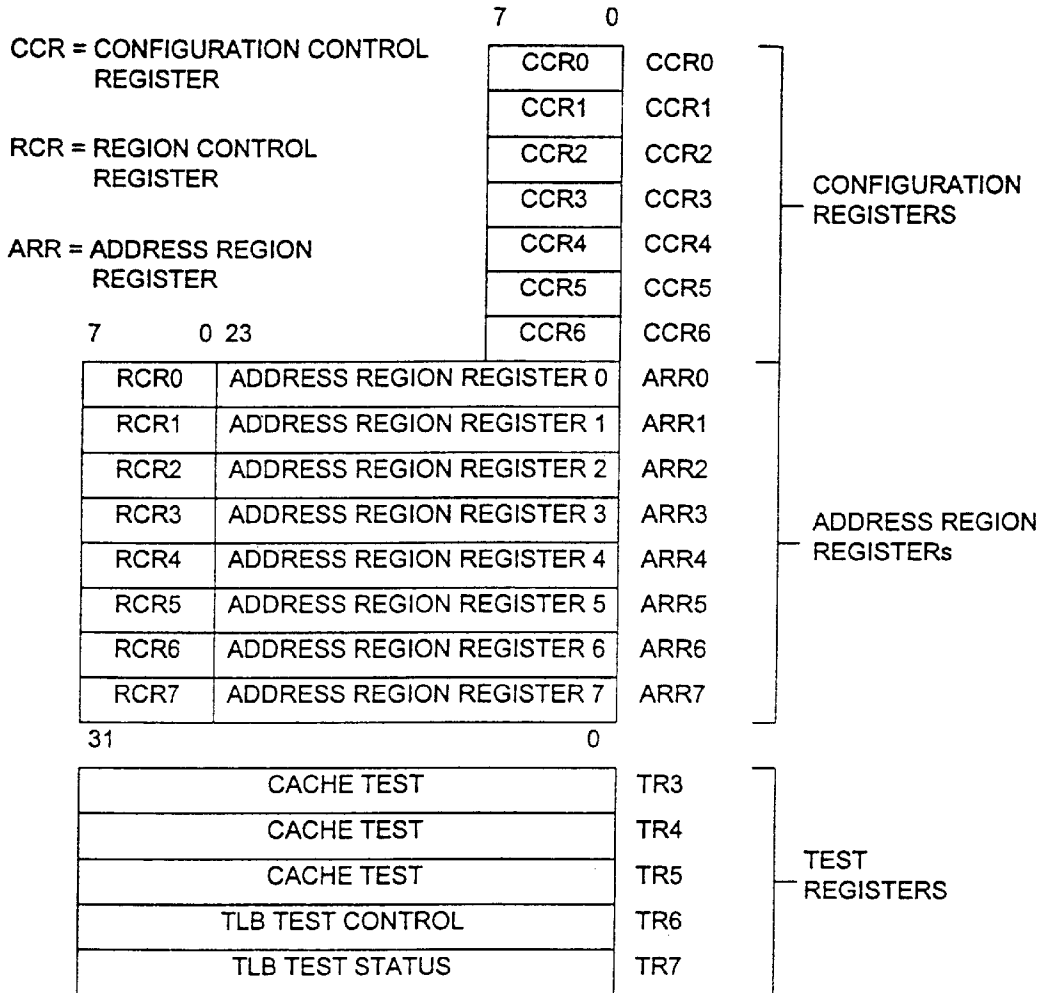 7 0
CCR = CONFIGURATION CONTROL
REGISTER
CCR0 CCR0
CCR1 CCR1
RCR = REGION CONTROL
REGISTER
CCR2 CCR2
CCR3 CCR3
CONFIGURATION
REGISTERS
ARR = ADDRESS REGION
REGISTER
CCR4 CCR4
CCR5 CCR5
7 0 23
CCR6 CCR6
RCR0 ADDRESS REGION REGISTER 0 ARR0
RCR1 ADDRESS REGION REGISTER 1 ARR1
RCR2 ADDRESS REGION REGISTER 2 ARR2
RCR3 ADDRESS REGION REGISTER 3 ARR3
ADDRESS REGION
REGISTERs
RCR4 ADDRESS REGION REGISTER 4 ARR4
RCR5 ADDRESS REGION REGISTER 5 ARR5
RCR6 ADDRESS REGION REGISTER 6 ARR6
RCR7 ADDRESS REGION REGISTER 7 ARR7
31 0
CACHE TEST TR3
CACHE TEST TR4
CACHE TEST TR5
TEST
REGISTERS
TLB TEST CONTROL TR6
TLB TEST STATUS TR7